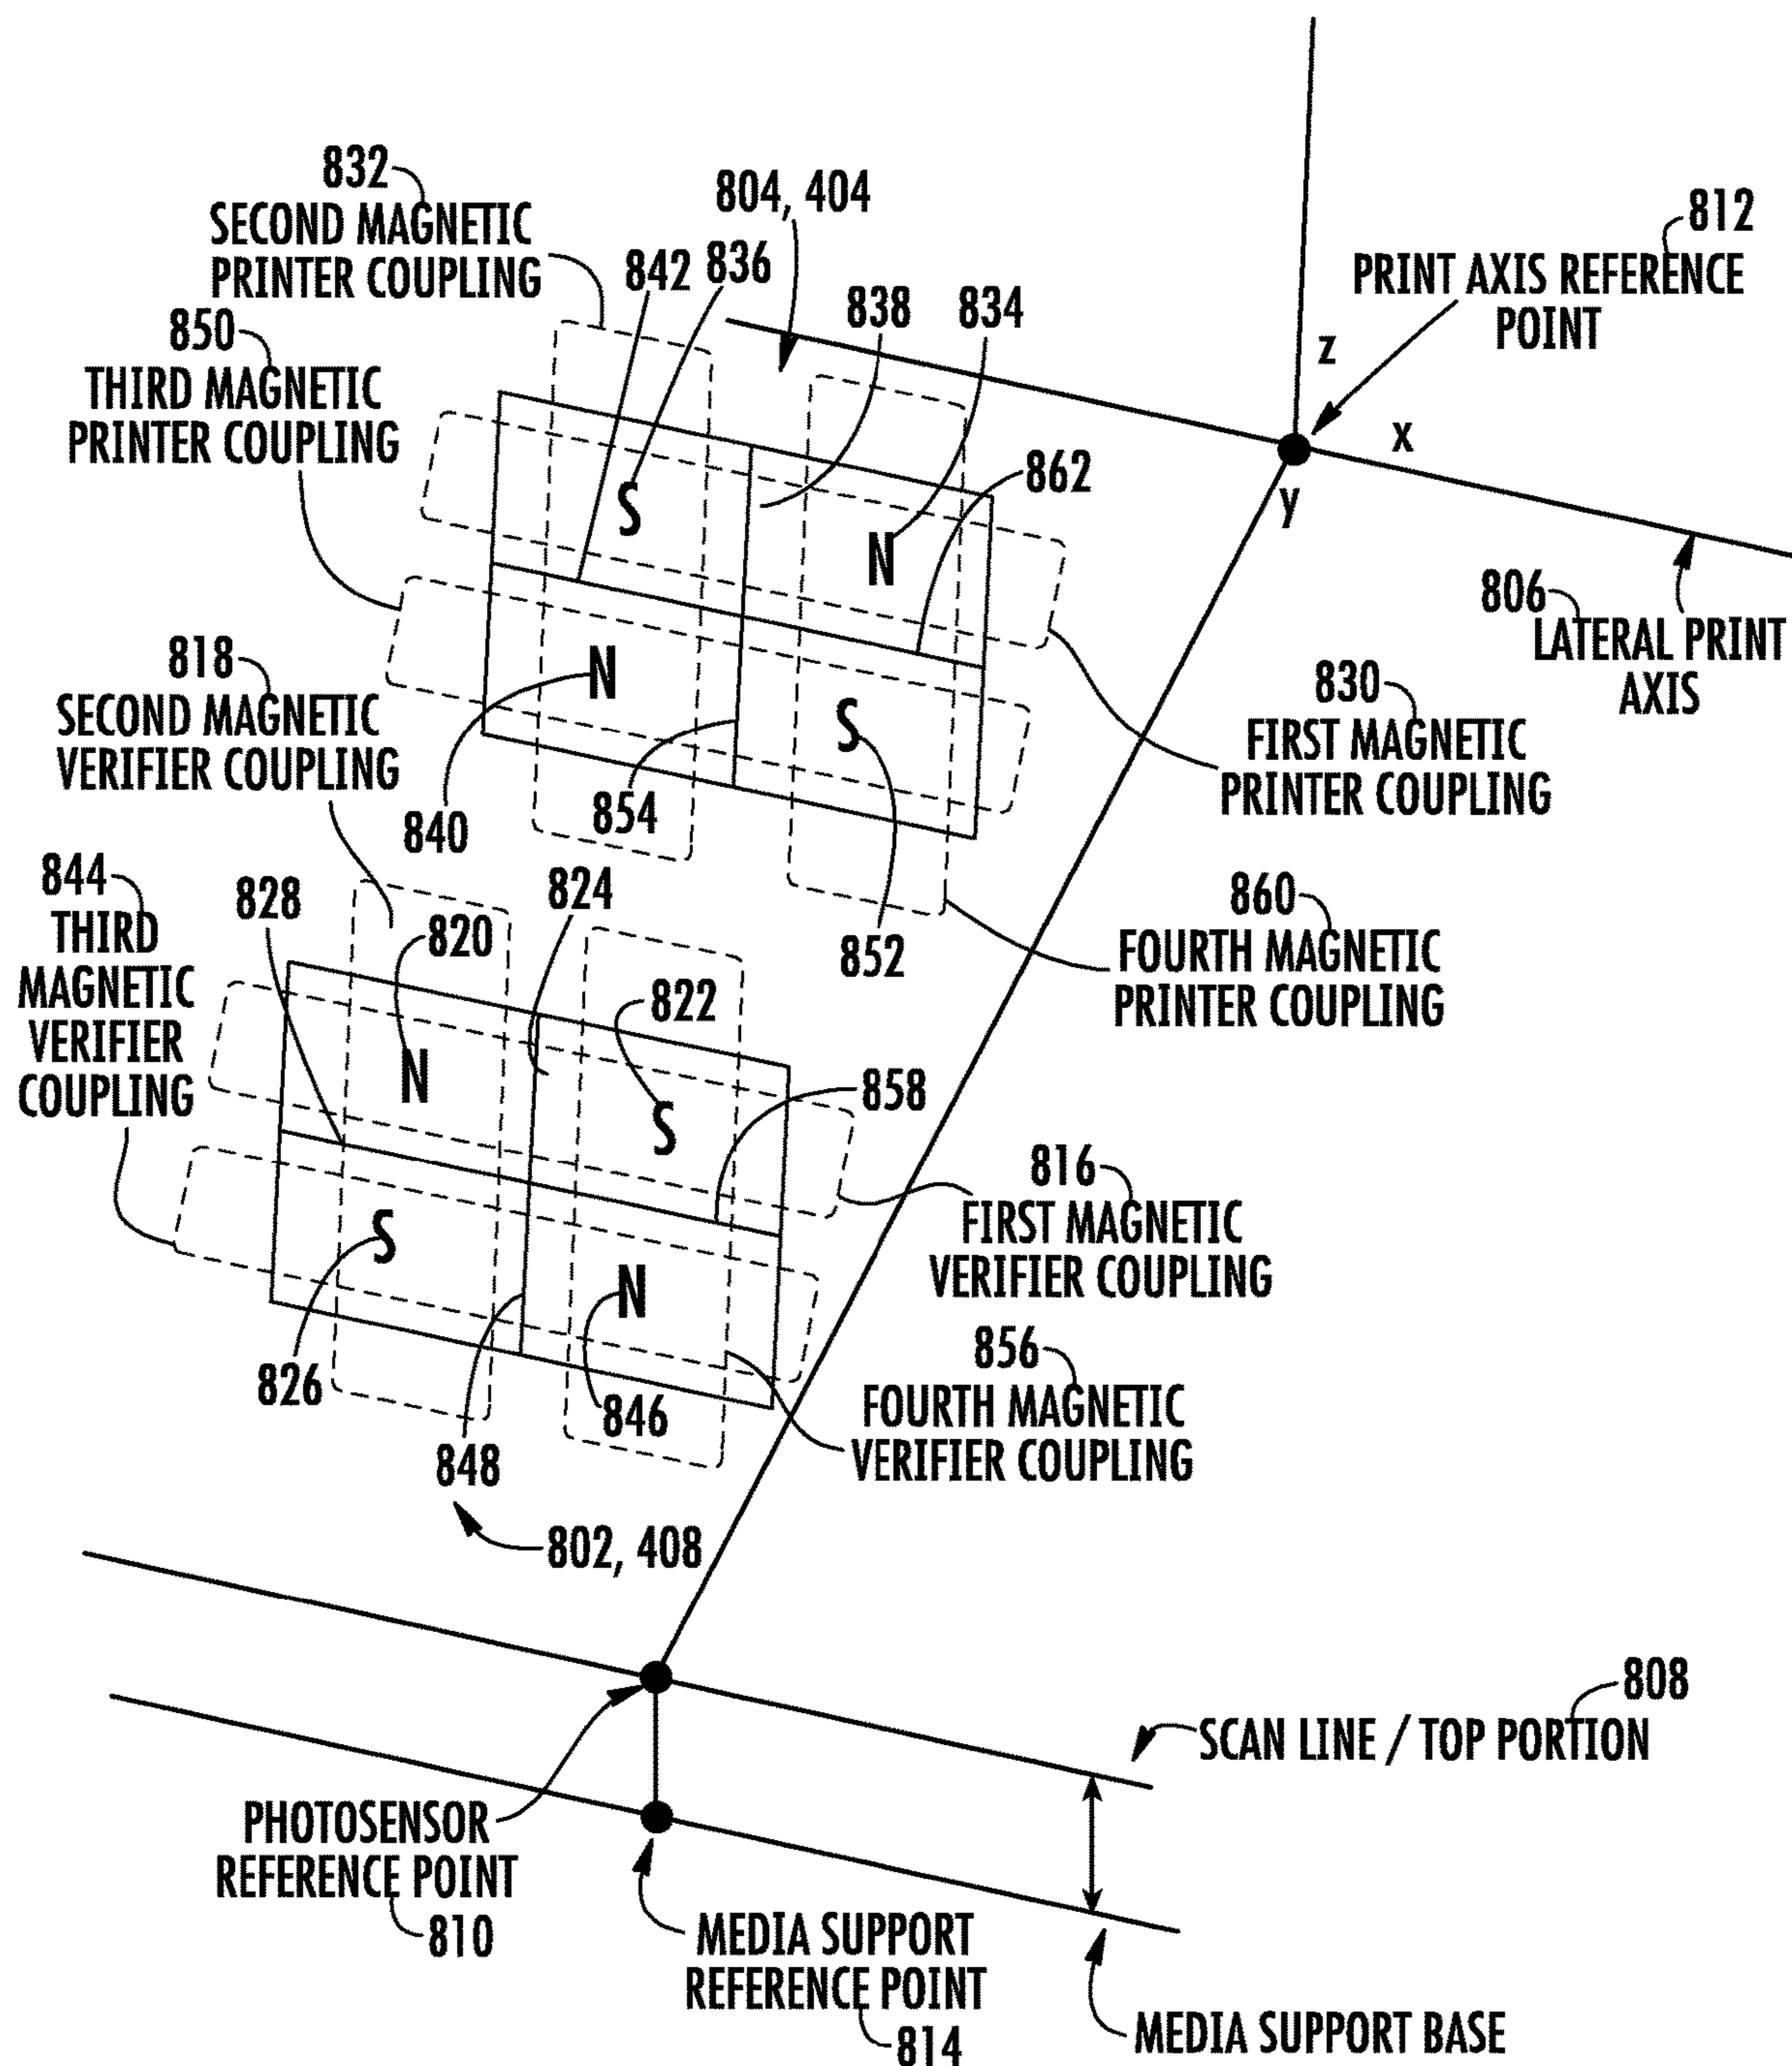 832
SECOND MAGNETIC
PRINTER COUPLING
804, 404
812
PRINT AXIS REFERENCE
POINT
842
836
838
834
z
x
y
850
THIRD MAGNETIC
PRINTER COUPLING
862
S
N
N
S
806
LATERAL PRINT
AXIS
818
SECOND MAGNETIC
VERIFIER COUPLING
830
FIRST MAGNETIC
PRINTER COUPLING
840
854
852
860
FOURTH MAGNETIC
PRINTER COUPLING
844
THIRD
MAGNETIC
VERIFIER
COUPLING
828
820
824
822
858
N
S
S
N
816
FIRST MAGNETIC
VERIFIER COUPLING
826
846
848
856
FOURTH MAGNETIC
VERIFIER COUPLING
802, 408
808
SCAN LINE / TOP PORTION
PHOTOSENSOR
REFERENCE POINT
810
MEDIA SUPPORT
REFERENCE POINT
814
MEDIA SUPPORT BASE